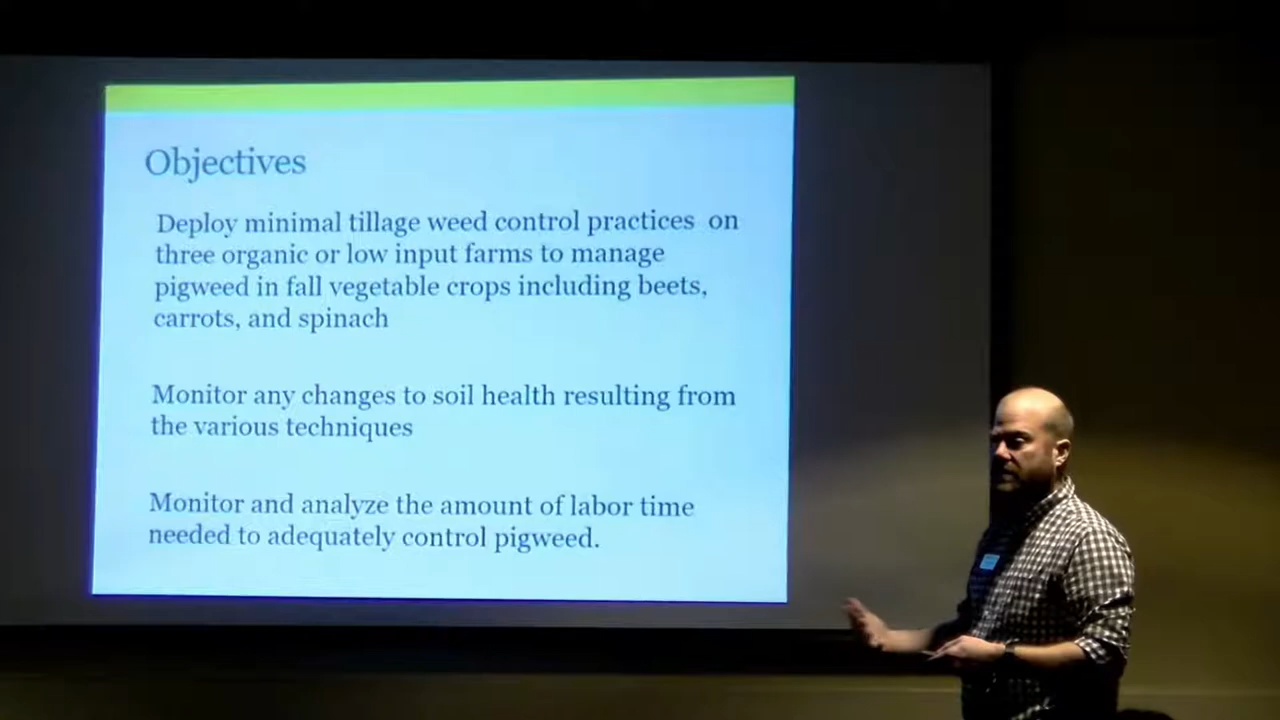 Objectives
Deploy minimal tillage weed control practices on
three organic or low input farms to manage
pigweed in fall vegetable crops including beets,
carrots, and spinach
Monitor any changes to soil health resulting from
the various techniques
Monitor and analyze the amount of labor time
needed to adequately control pigweed.